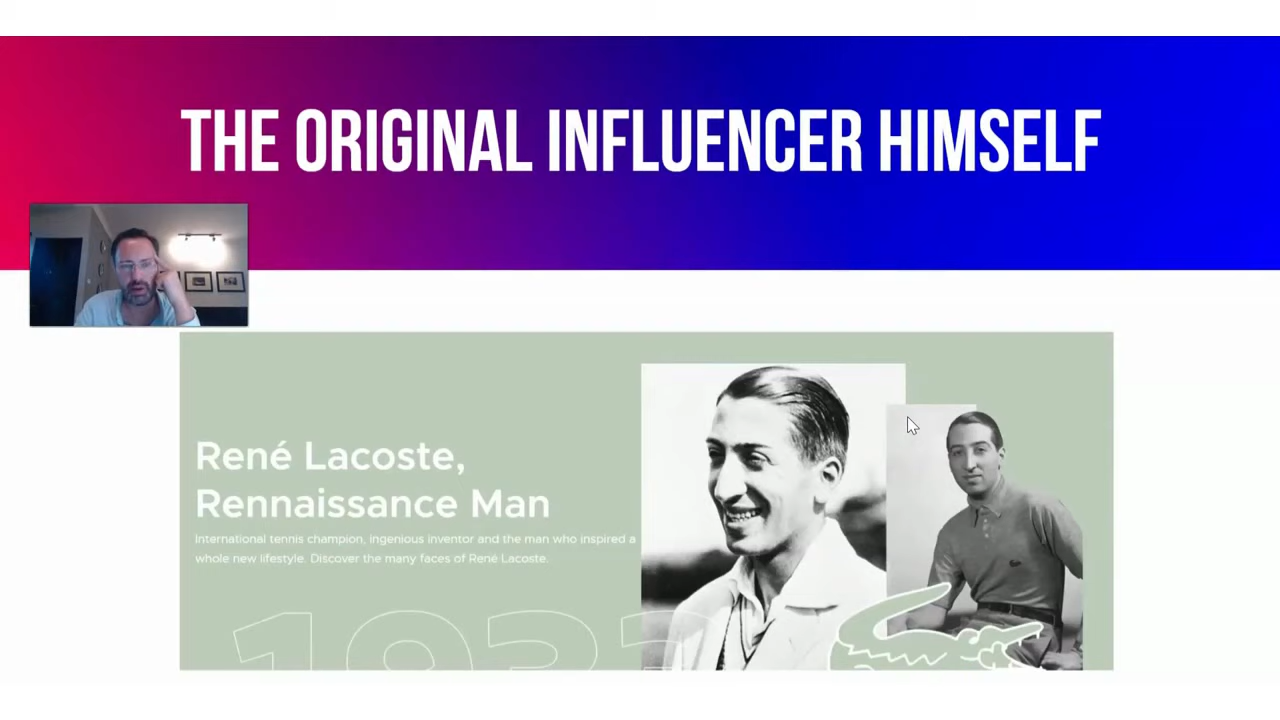 THE ORIGINAL INFLUENCER HIMSELF
René Lacoste,
Rennaissance Man
International tennis champion, ingenious inventor and the man who inspired a
whole new lifestyle. Discover the many faces of René Lacoste.